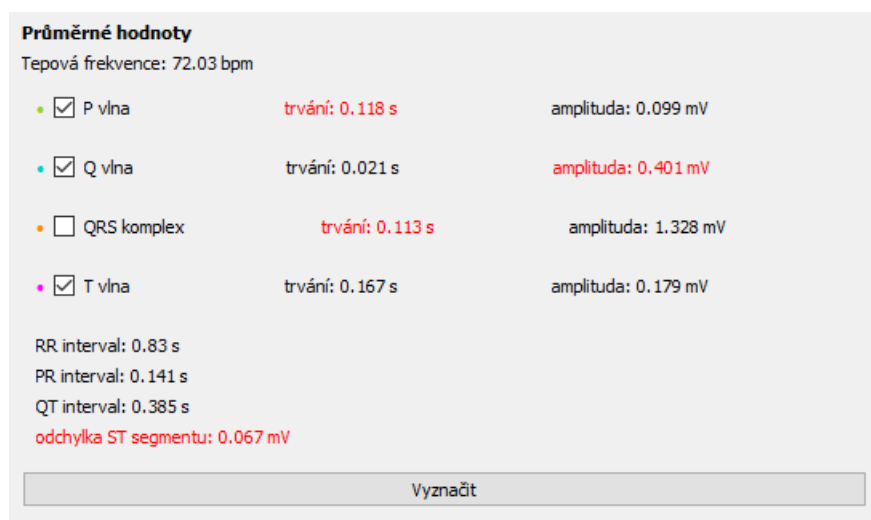 Průměrné hodnoty
Tepová frekvence: 72.03 bpm
P vlna trvání: 0.118 s amplituda: 0.099 mV
Q vlna trvání: 0.021 s amplituda: 0.401 mV
QRS komplex trvání: 0.113 s amplituda: 1.328 mV
T vlna trvání: 0.167 s amplituda: 0.179 mV
RR interval: 0.83 s
PR interval: 0.141 s
QT interval: 0.385 s
odchylka ST segmentu: 0.067 mV
Vyznačit